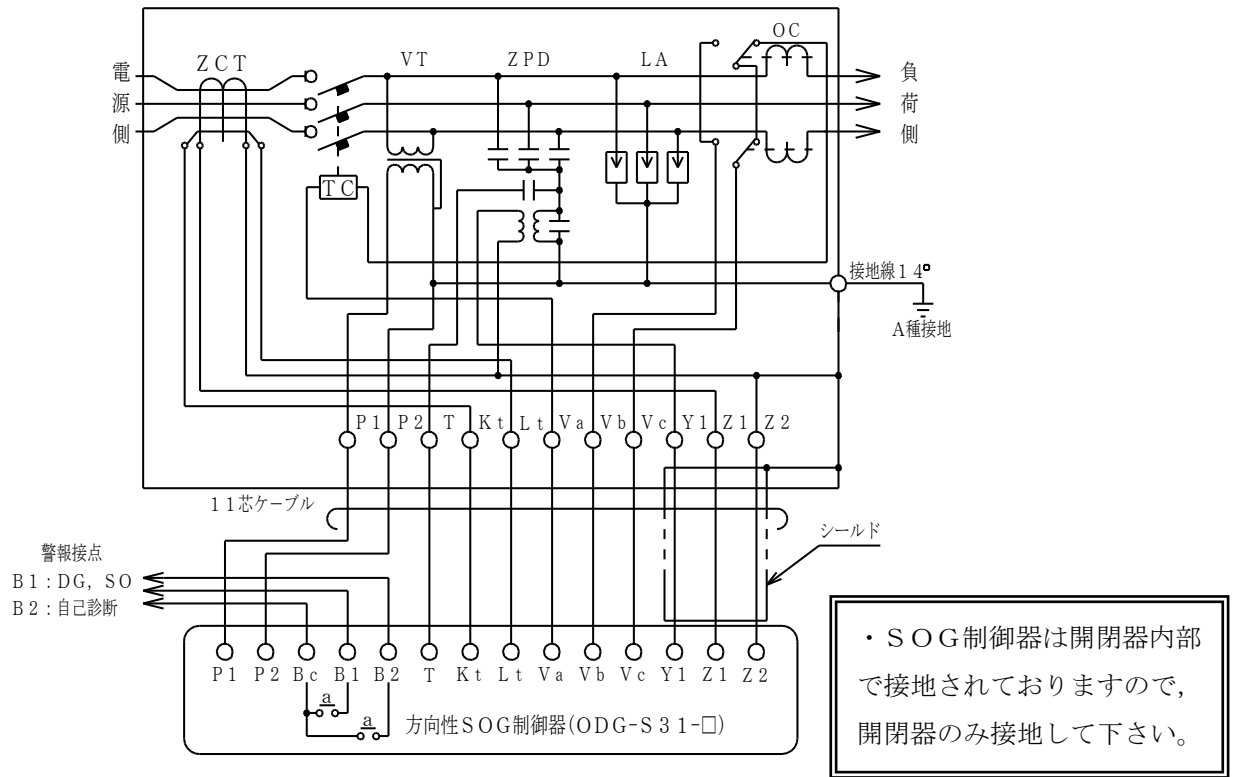 ZCT
VT
ZPD
LA
OC
電
源
側
負
荷
側
TC
接地線14□
A種接地
P1 P2 T Kt Lt Va Vb Vc Y1 Z1 Z2
11芯ケーブル
シールド
警報接点
B1:DG,SO
B2:自己診断
P1 P2 Bc B1 B2 T Kt Lt Va Vb Vc Y1 Z1 Z2
a
a
方向性SOG制御器(ODG-S31-□)
・SOG制御器は開閉器内部
で接地されておりますので,
開閉器のみ接地して下さい。